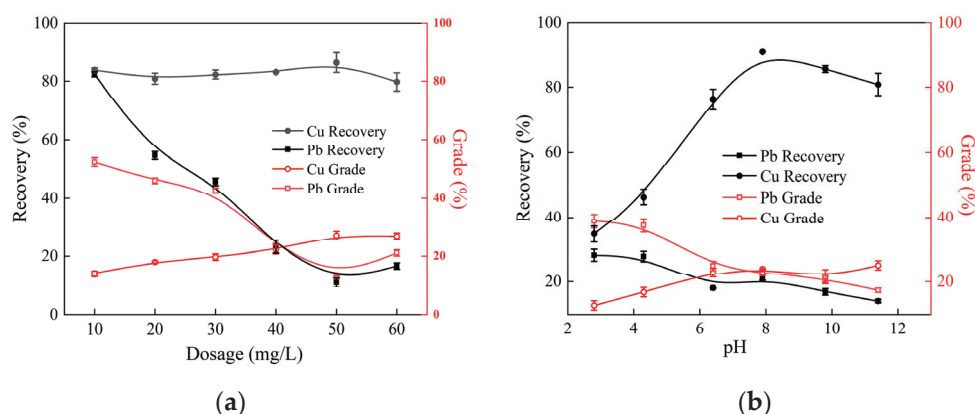 (a)
100
80
60
40
20
0
Recovery (%)
100
80
60
40
20
0
Grade (%)
Cu Recovery
Pb Recovery
Cu Grade
Pb Grade
10 20 30 40 50 60
Dosage (mg/L)
(b)
100
80
60
40
20
Recovery (%)
100
80
60
40
20
Grade (%)
Pb Recovery
Cu Recovery
Pb Grade
Cu Grade
2 4 6 8 10 12
pH
(a)
(b)